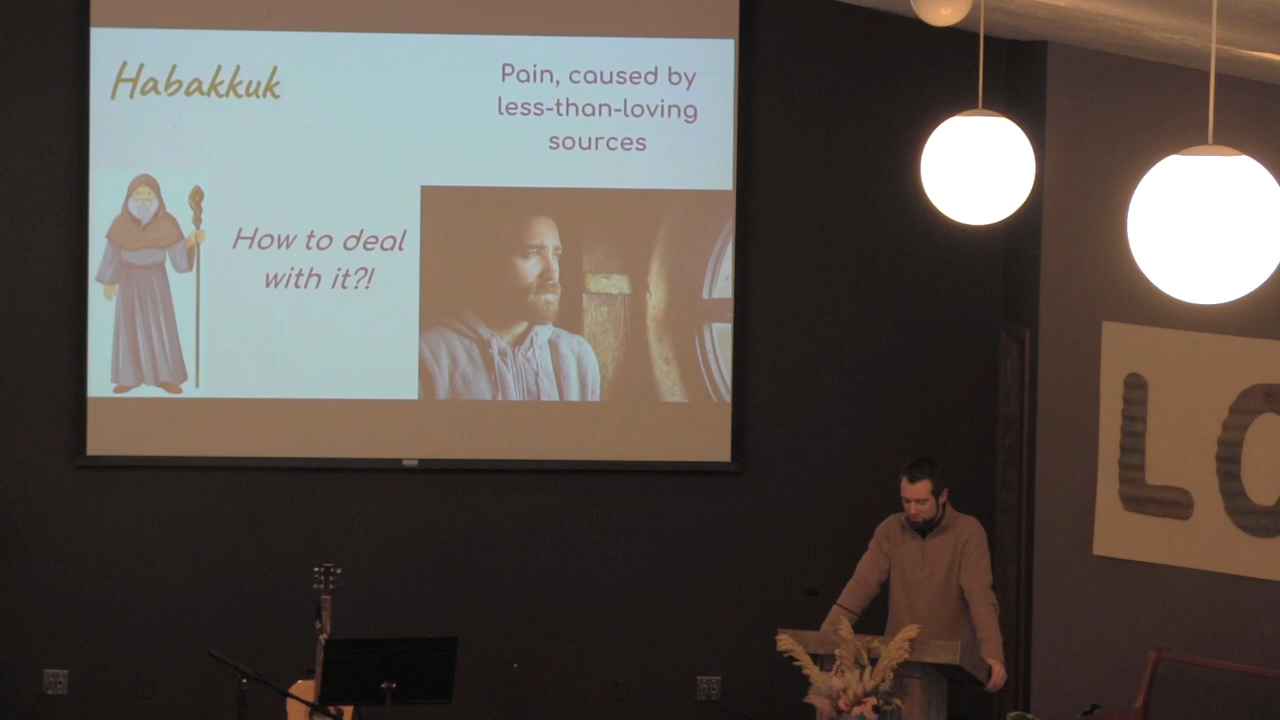 Habakkuk
Pain, caused by
less-than-loving
sources
How to deal
with it?!
LO